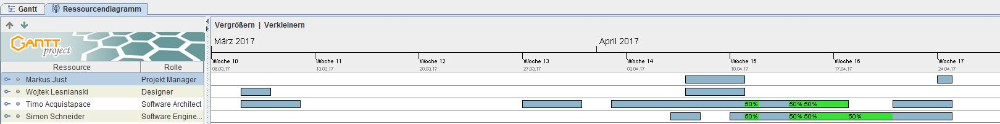 Gantt Ressourcendiagramm
Vergrößern | Verkleinern
GANTT project
März 2017 April 2017
Ressource Rolle
Woche 10 Woche 11 Woche 12 Woche 13 Woche 14 Woche 15 Woche 16 Woche 17
06.03.17 13.03.17 20.03.17 27.03.17 03.04.17 10.04.17 17.04.17 24.04.17
Markus Just Projekt Manager
Wojtek Lesnianski Designer
Timo Acquistapace Software Architect 50% 50% 50%
Simon Schneider Software Engine... 50% 50% 50% 50%